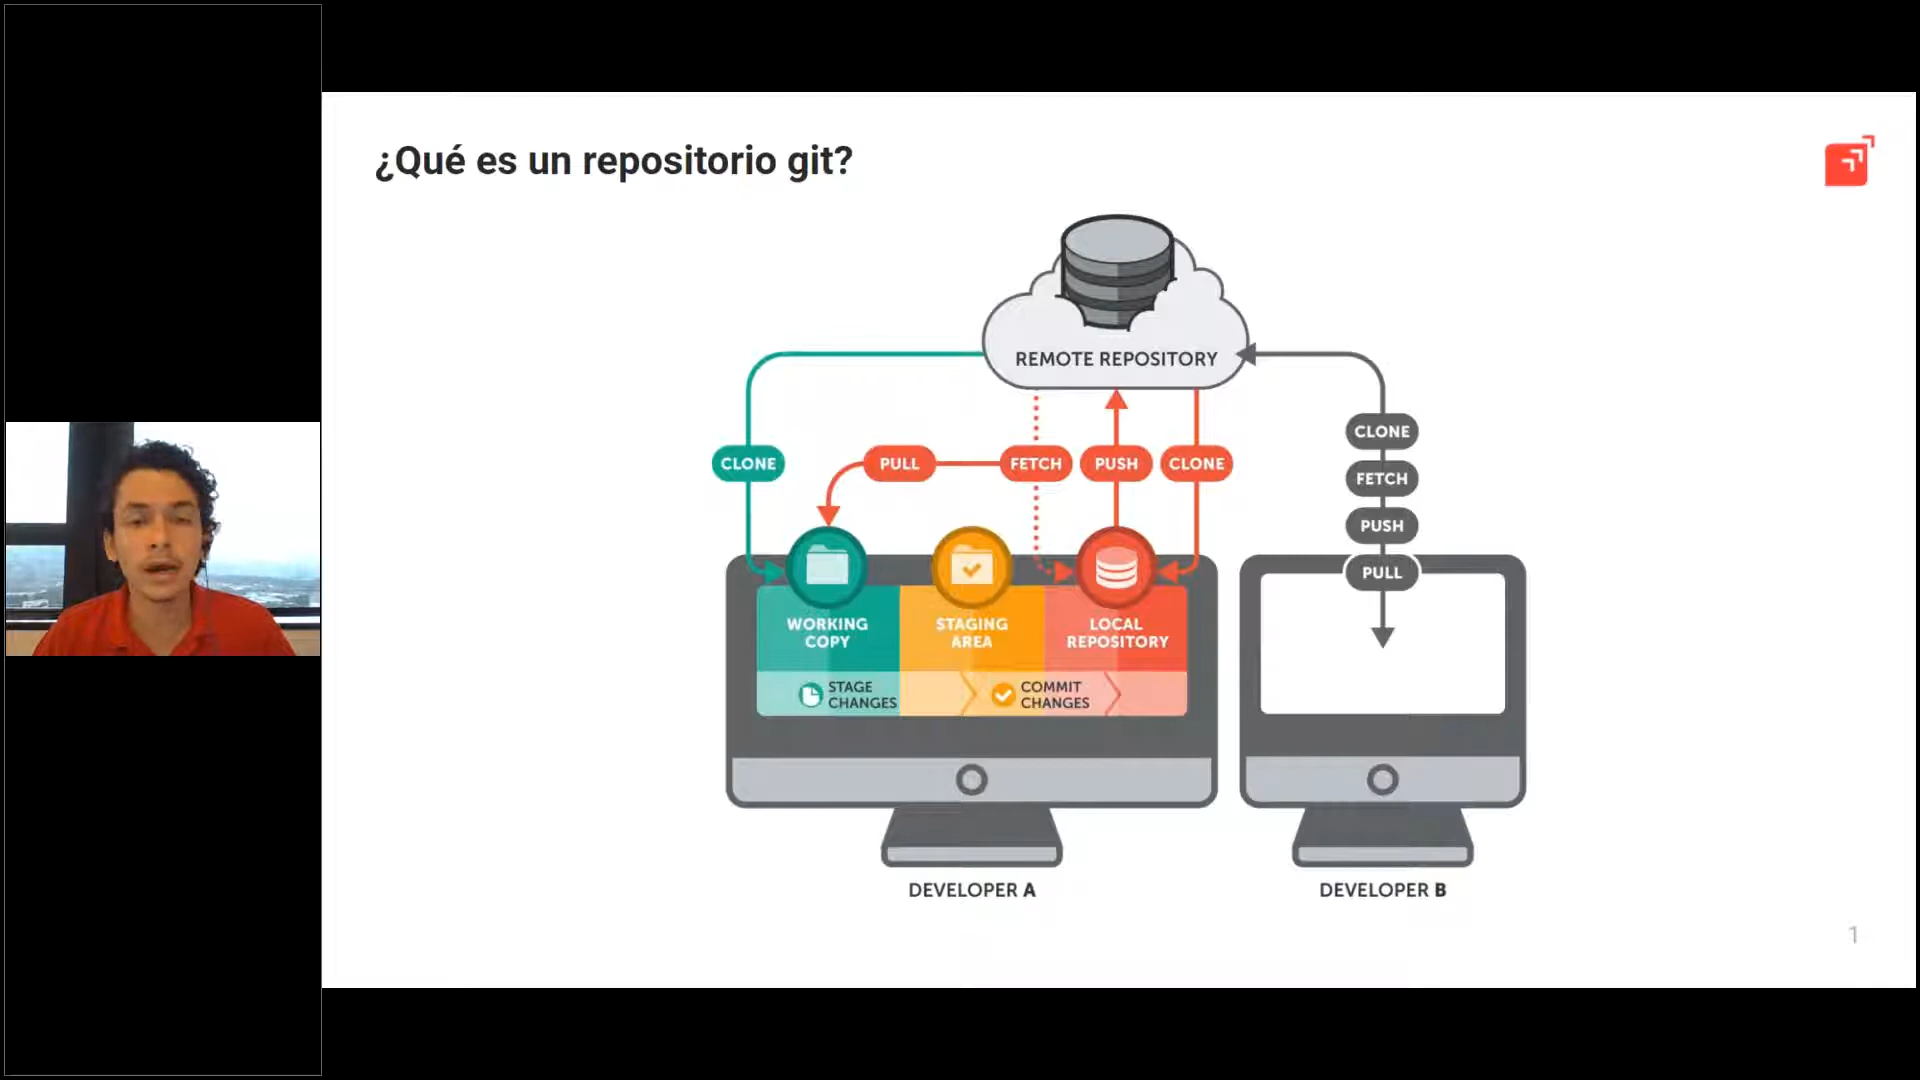 ¿Qué es un repositorio git?
REMOTE REPOSITORY
CLONE
PULL
FETCH
PUSH
CLONE
CLONE
FETCH
PUSH
PULL
WORKING
COPY
STAGING
AREA
LOCAL
REPOSITORY
STAGE
CHANGES
COMMIT
CHANGES
DEVELOPER A
DEVELOPER B
1